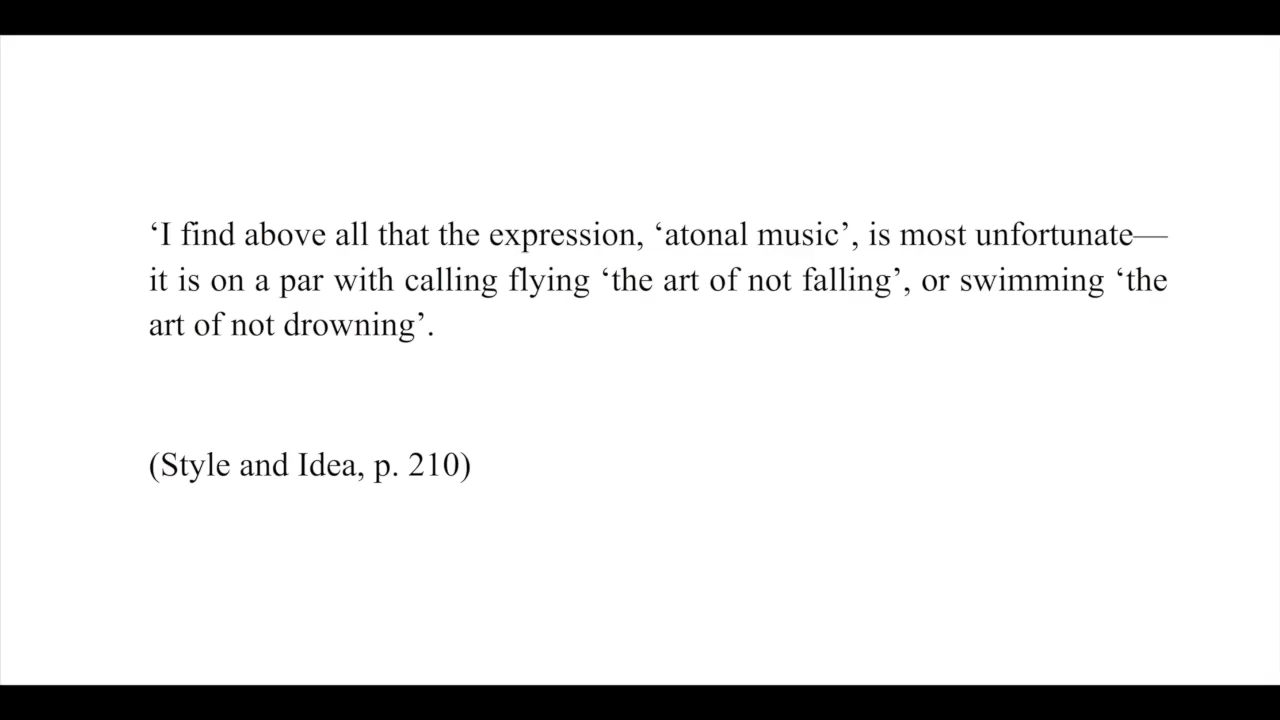 ‘I find above all that the expression, ‘atonal music’, is most unfortunate—
it is on a par with calling flying ‘the art of not falling’, or swimming ‘the
art of not drowning’.
(Style and Idea, p. 210)